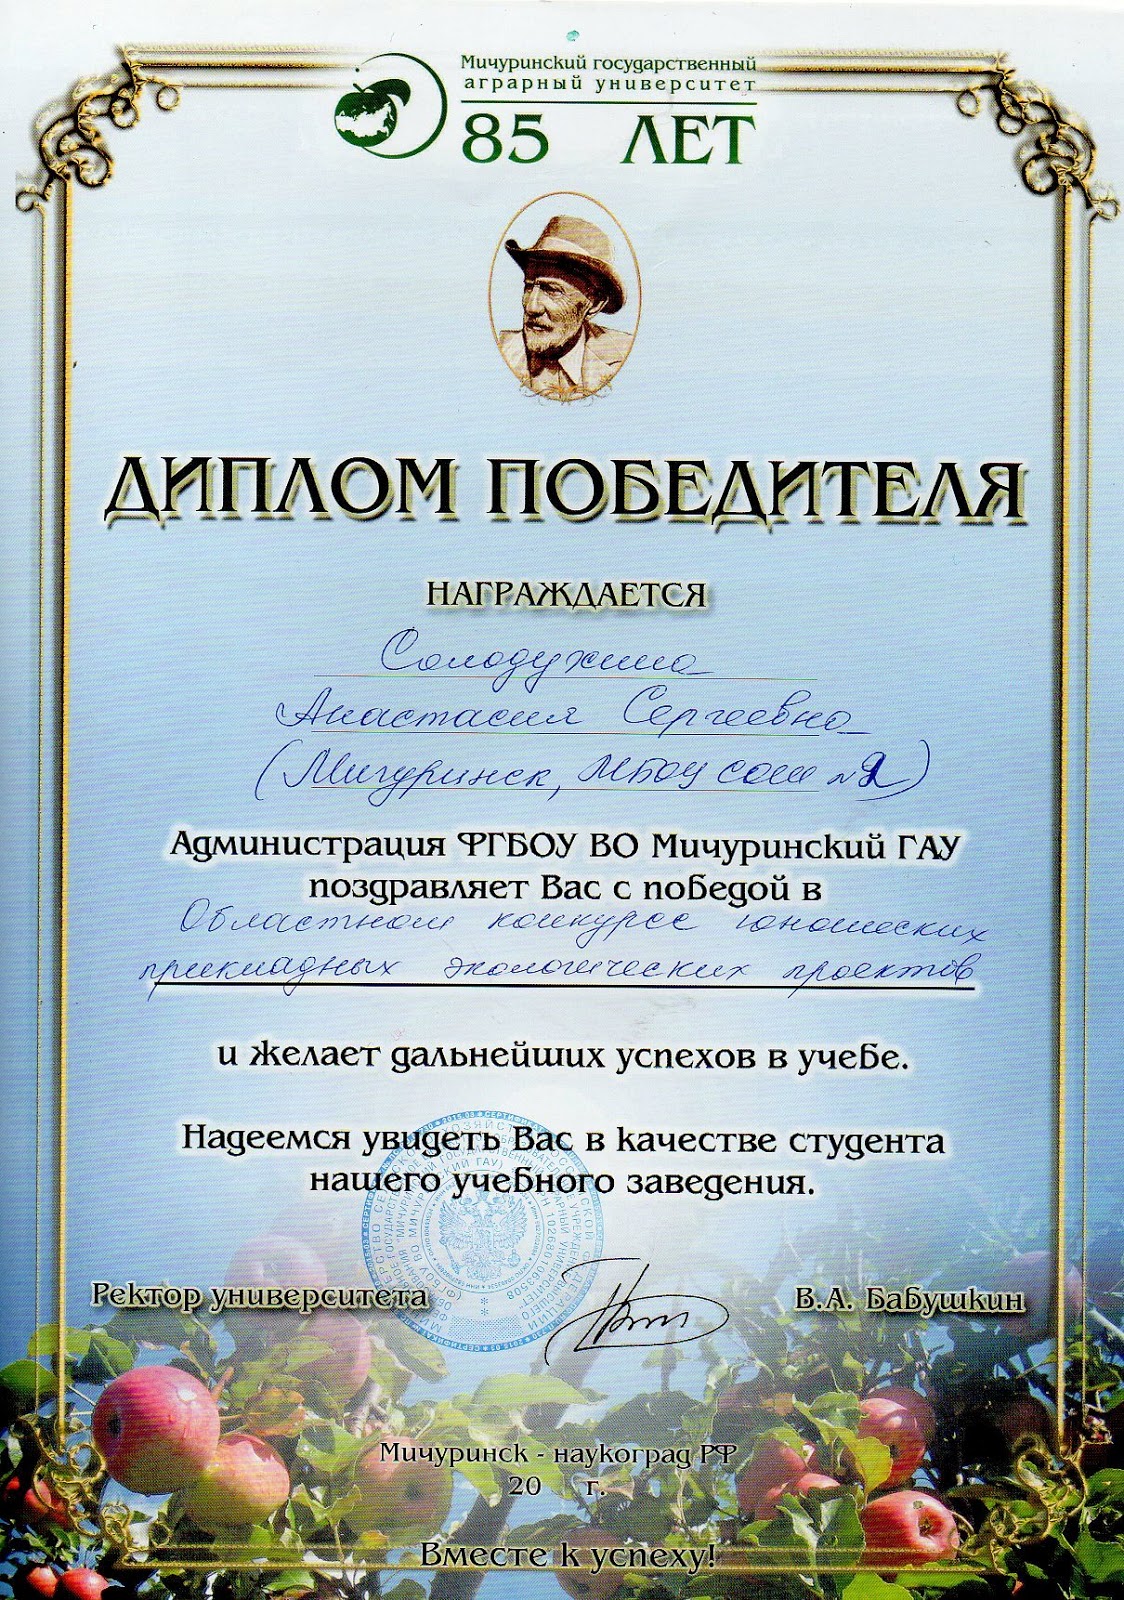 Мичуринский государственный
аграрный университет
85 ЛЕТ
ДИПЛОМ ПОБЕДИТЕЛЯ
НАГРАЖДАЕТСЯ
Солодухина
Анастасия Сергеевна
(Мичуринск, МБОУ СОШ №2)
Администрация ФГБОУ ВО Мичуринский ГАУ
поздравляет Вас с победой в
Областном конкурсе юношеских
прикладных экологических проектов
и желает дальнейших успехов в учебе.
Надеемся увидеть Вас в качестве студента
нашего учебного заведения.
Ректор университета В.А. Бабушкин
Мичуринск - наукоград РФ
20 г.
Вместе к успеху!